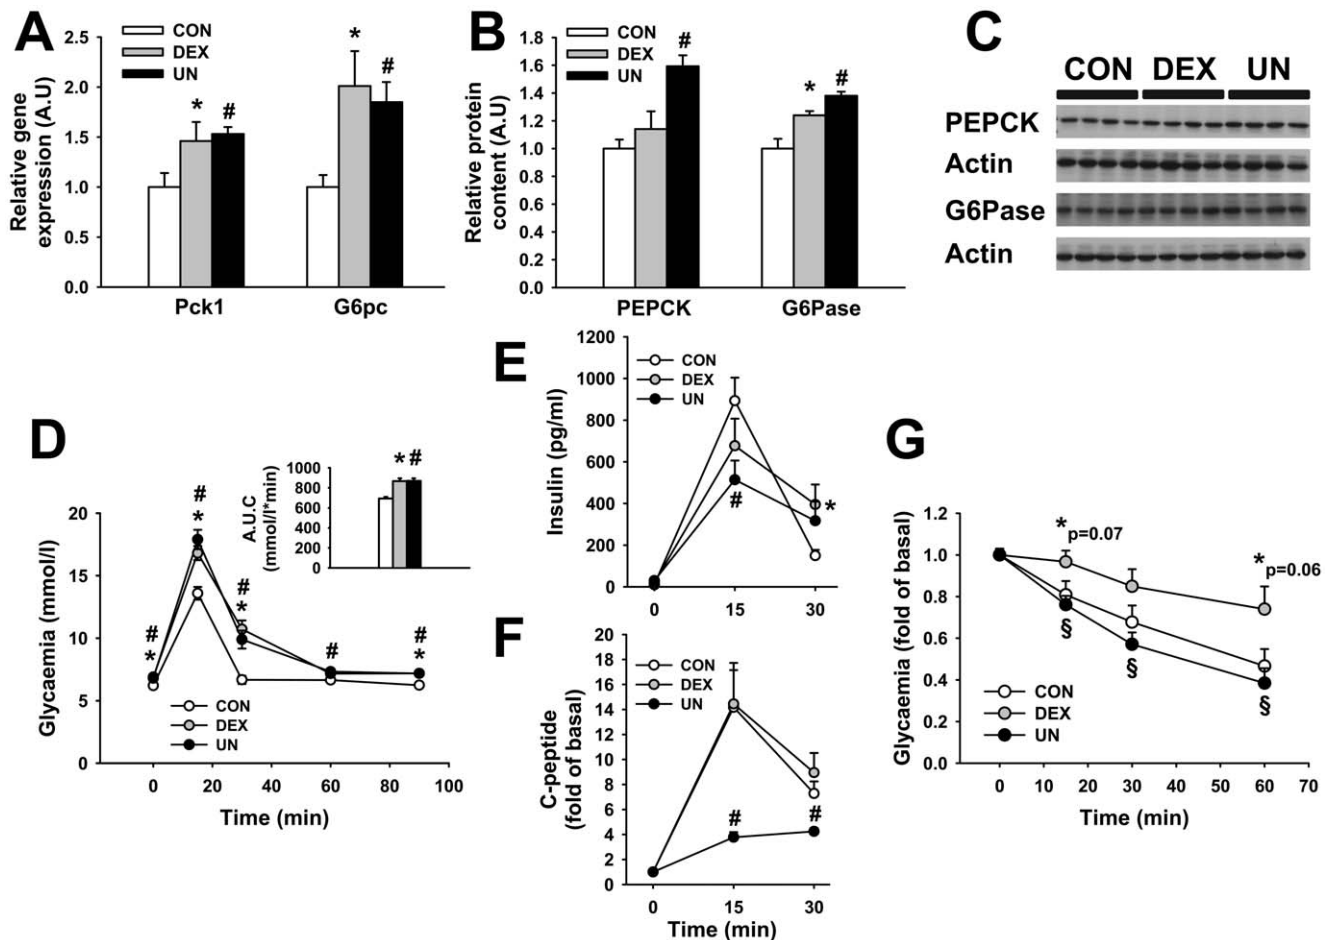 A
CON
DEX
UN
Relative gene
expression (A.U)
2.5
2.0
1.5
1.0
0.5
0.0
*
#
*
#
Pck1
G6pc
B
CON
DEX
UN
Relative protein
content (A.U)
1.8
1.6
1.4
1.2
1.0
0.8
0.6
0.4
0.2
0.0
#
*
#
PEPCK
G6Pase
C
CON DEX UN
PEPCK
Actin
G6Pase
Actin
D
Glycaemia (mmol/l)
20
15
10
5
0
#
*
#
*
#
*
#
#
*
CON
DEX
UN
0 20 40 60 80 100
Time (min)
A.U.C
(mmol/l*min)
1000
800
600
400
200
0
* #
E
Insulin (pg/ml)
1200
1000
800
600
400
200
0
CON
DEX
UN
#
*
0 15 30
F
C-peptide
(fold of basal)
20
18
16
14
12
10
8
6
4
2
0
CON
DEX
UN
#
#
0 15 30
Time (min)
G
Glycaemia (fold of basal)
1.2
1.0
0.8
0.6
0.4
0.2
0.0
*p=0.07
*p=0.06
§
§
§
CON
DEX
UN
0 10 20 30 40 50 60 70
Time (min)